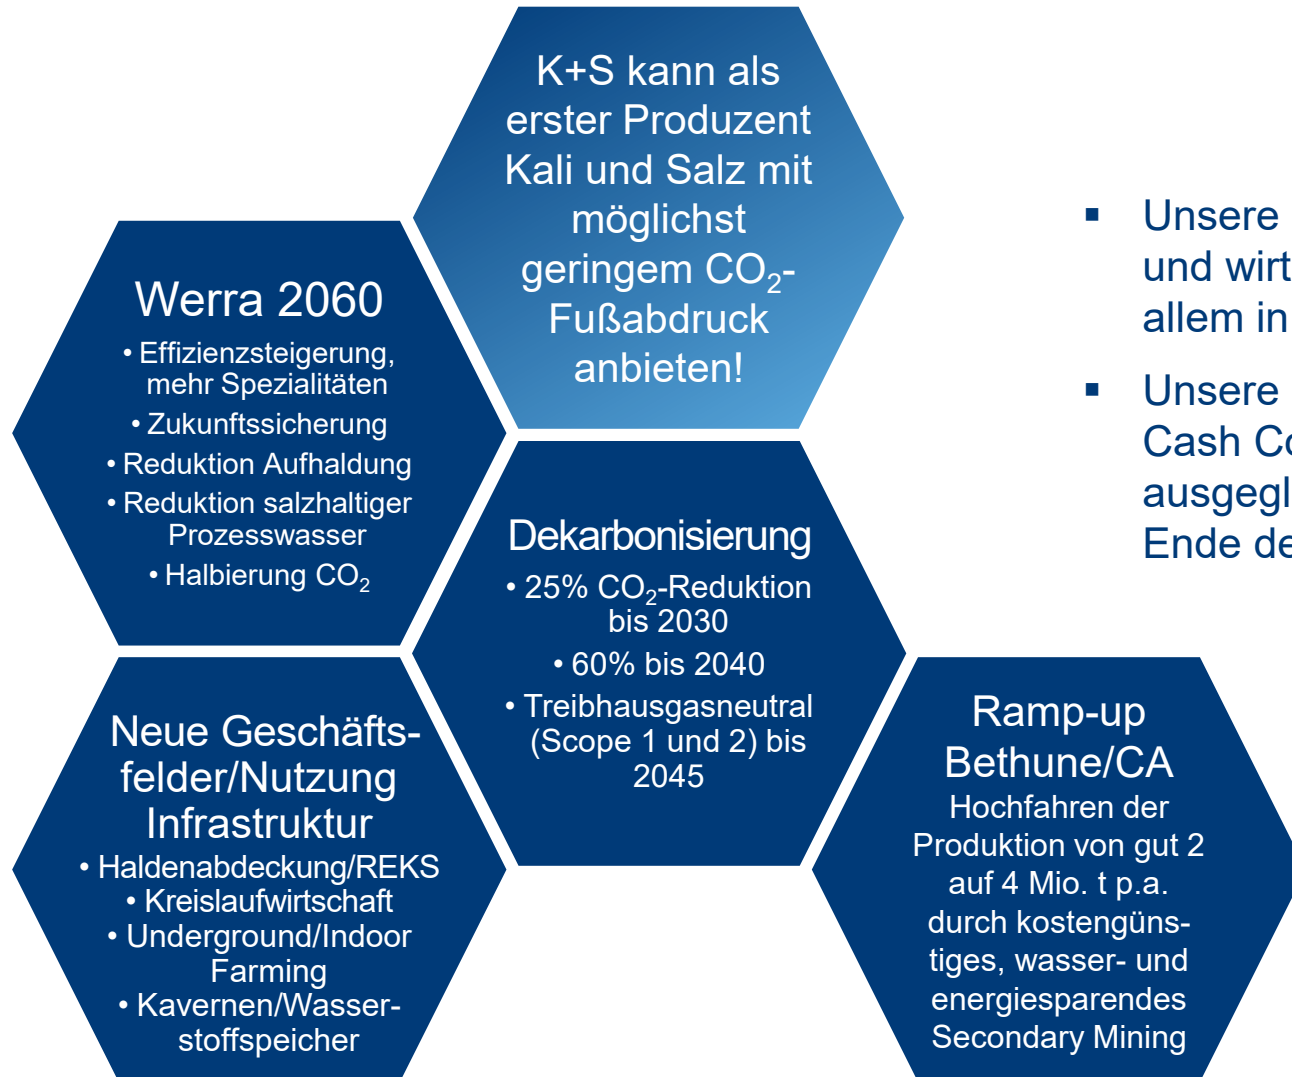 K+S kann als
erster Produzent
Kali und Salz mit
möglichst
geringem CO₂-
Fußabdruck
anbieten!
Werra 2060
• Effizienzsteigerung,
mehr Spezialitäten
• Zukunftssicherung
• Reduktion Aufhaldung
• Reduktion salzhaltiger
Prozesswasser
• Halbierung CO₂
Dekarbonisierung
• 25% CO₂-Reduktion
bis 2030
• 60% bis 2040
• Treibhausgasneutral
(Scope 1 und 2) bis
2045
Neue Geschäfts-
felder/Nutzung
Infrastruktur
• Haldenabdeckung/REKS
• Kreislaufwirtschaft
• Underground/Indoor
Farming
• Kavernen/Wasser-
stoffspeicher
Ramp-up
Bethune/CA
Hochfahren der
Produktion von gut 2
auf 4 Mio. t p.a.
durch kostengüns-
tiges, wasser- und
energiesparendes
Secondary Mining
▪ Unsere
und
allem in
▪ Unsere
Cash
Ende